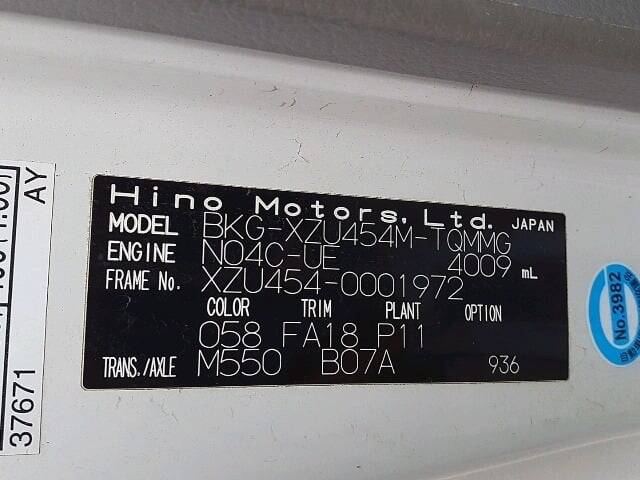 Hino Motors, Ltd. JAPAN
MODEL BKG-XZU454M-TQMMG
ENGINE N04C-UE 4009 mL
FRAME No. XZU454-0001972
COLOR TRIM PLANT OPTION
058 FA18 P11
TRANS./AXLE M550 B07A 936
AY
37671
No.3982